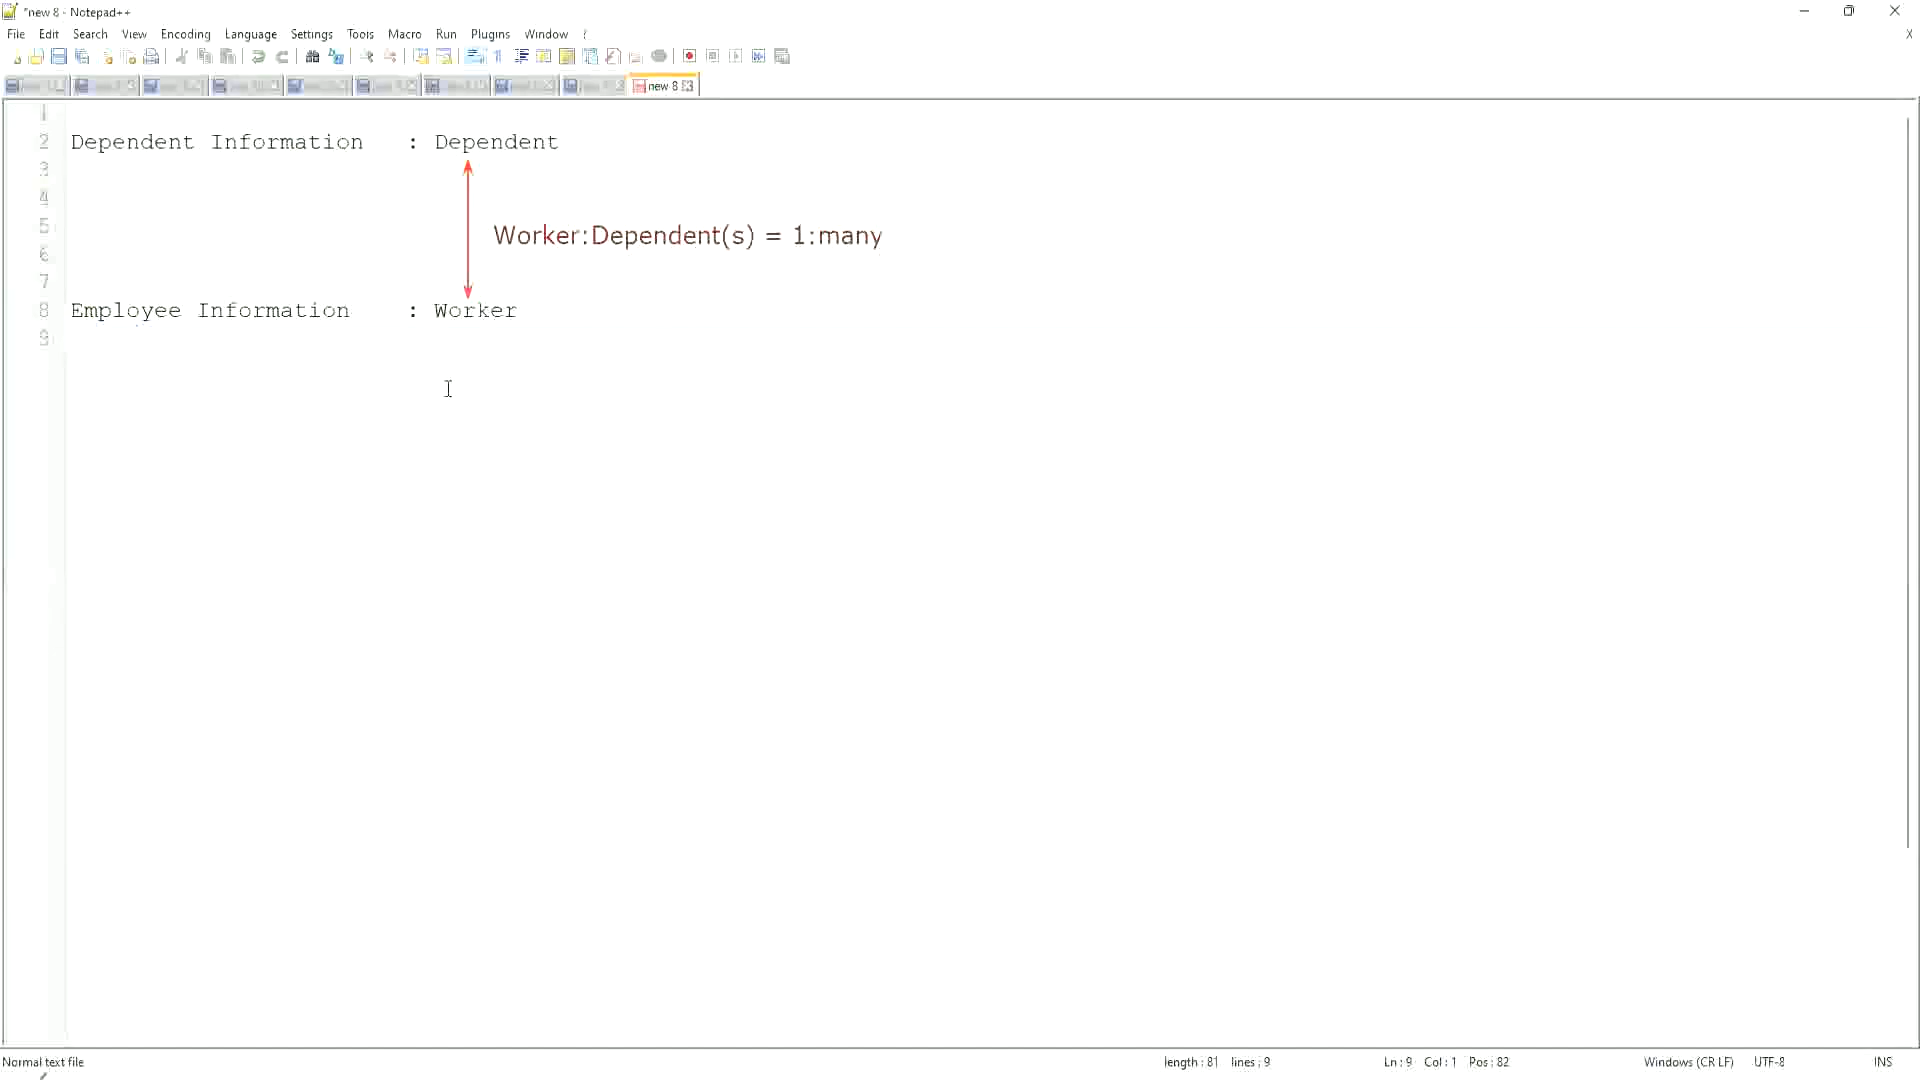 *new 8 - Notepad++
File Edit Search View Encoding Language Settings Tools Macro Run Plugins Window ?
X
new 8
1
2 Dependent Information : Dependent
3
4
5 Worker:Dependent(s) = 1:many
6
7
8 Employee Information : Worker
9
Normal text file length : 81 lines : 9 Ln : 9 Col : 1 Pos : 82 Windows (CR LF) UTF-8 INS